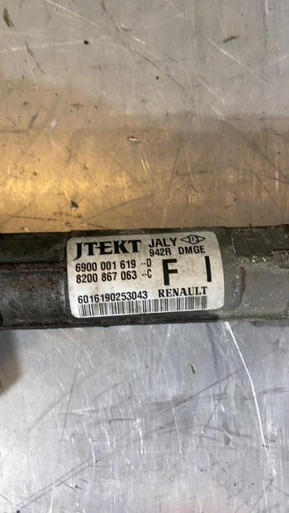 JTEKT JALY
942R DMGE
6900 001 619 --D
8200 867 063 --C
F I
6016190253043 RENAULT